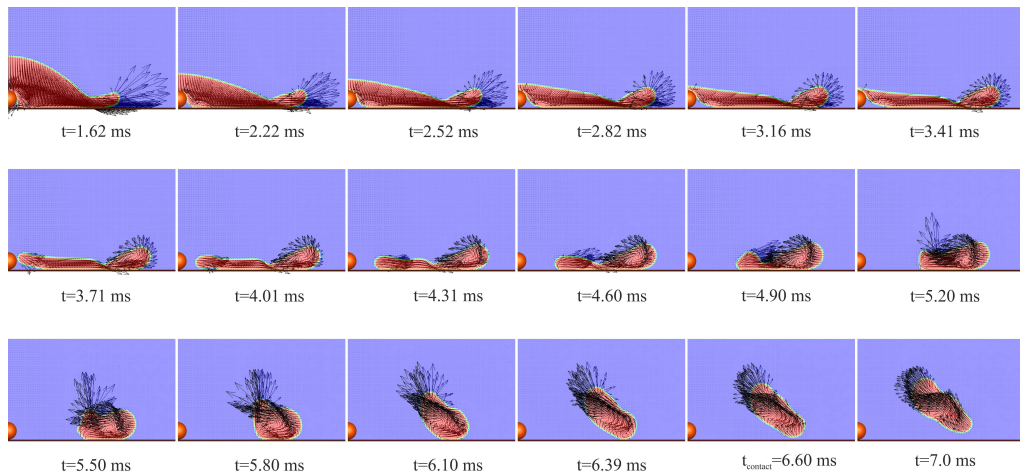 t=1.62 ms t=2.22 ms t=2.52 ms t=2.82 ms t=3.16 ms t=3.41 ms
t=3.71 ms t=4.01 ms t=4.31 ms t=4.60 ms t=4.90 ms t=5.20 ms
t=5.50 ms t=5.80 ms t=6.10 ms t=6.39 ms tcontact=6.60 ms t=7.0 ms